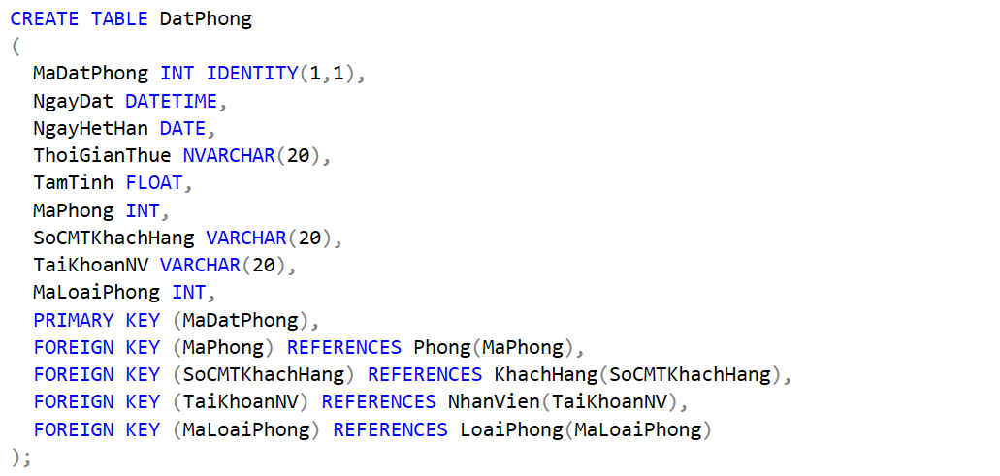 CREATE TABLE DatPhong
(
MaDatPhong INT IDENTITY(1,1),
NgayDat DATETIME,
NgayHetHan DATE,
ThoiGianThue NVARCHAR(20),
TamTinh FLOAT,
MaPhong INT,
SoCMTKhachHang VARCHAR(20),
TaiKhoanNV VARCHAR(20),
MaLoaiPhong INT,
PRIMARY KEY (MaDatPhong),
FOREIGN KEY (MaPhong) REFERENCES Phong(MaPhong),
FOREIGN KEY (SoCMTKhachHang) REFERENCES KhachHang(SoCMTKhachHang),
FOREIGN KEY (TaiKhoanNV) REFERENCES NhanVien(TaiKhoanNV),
FOREIGN KEY (MaLoaiPhong) REFERENCES LoaiPhong(MaLoaiPhong)
);